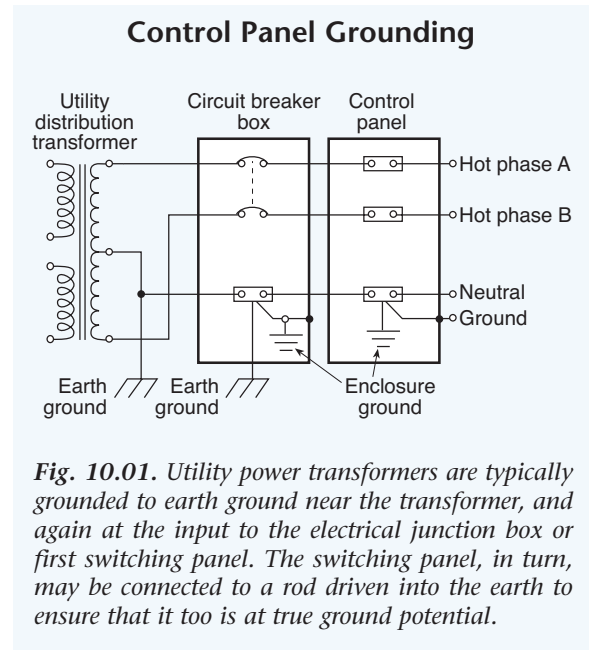 Control Panel Grounding
Utility
distribution
transformer
Circuit breaker
box
Control
panel
Hot phase A
Hot phase B
Neutral
Ground
Earth
ground
Earth
ground
Enclosure
ground
Fig. 10.01. Utility power transformers are typically
grounded to earth ground near the transformer, and
again at the input to the electrical junction box or
first switching panel. The switching panel, in turn,
may be connected to a rod driven into the earth to
ensure that it too is at true ground potential.